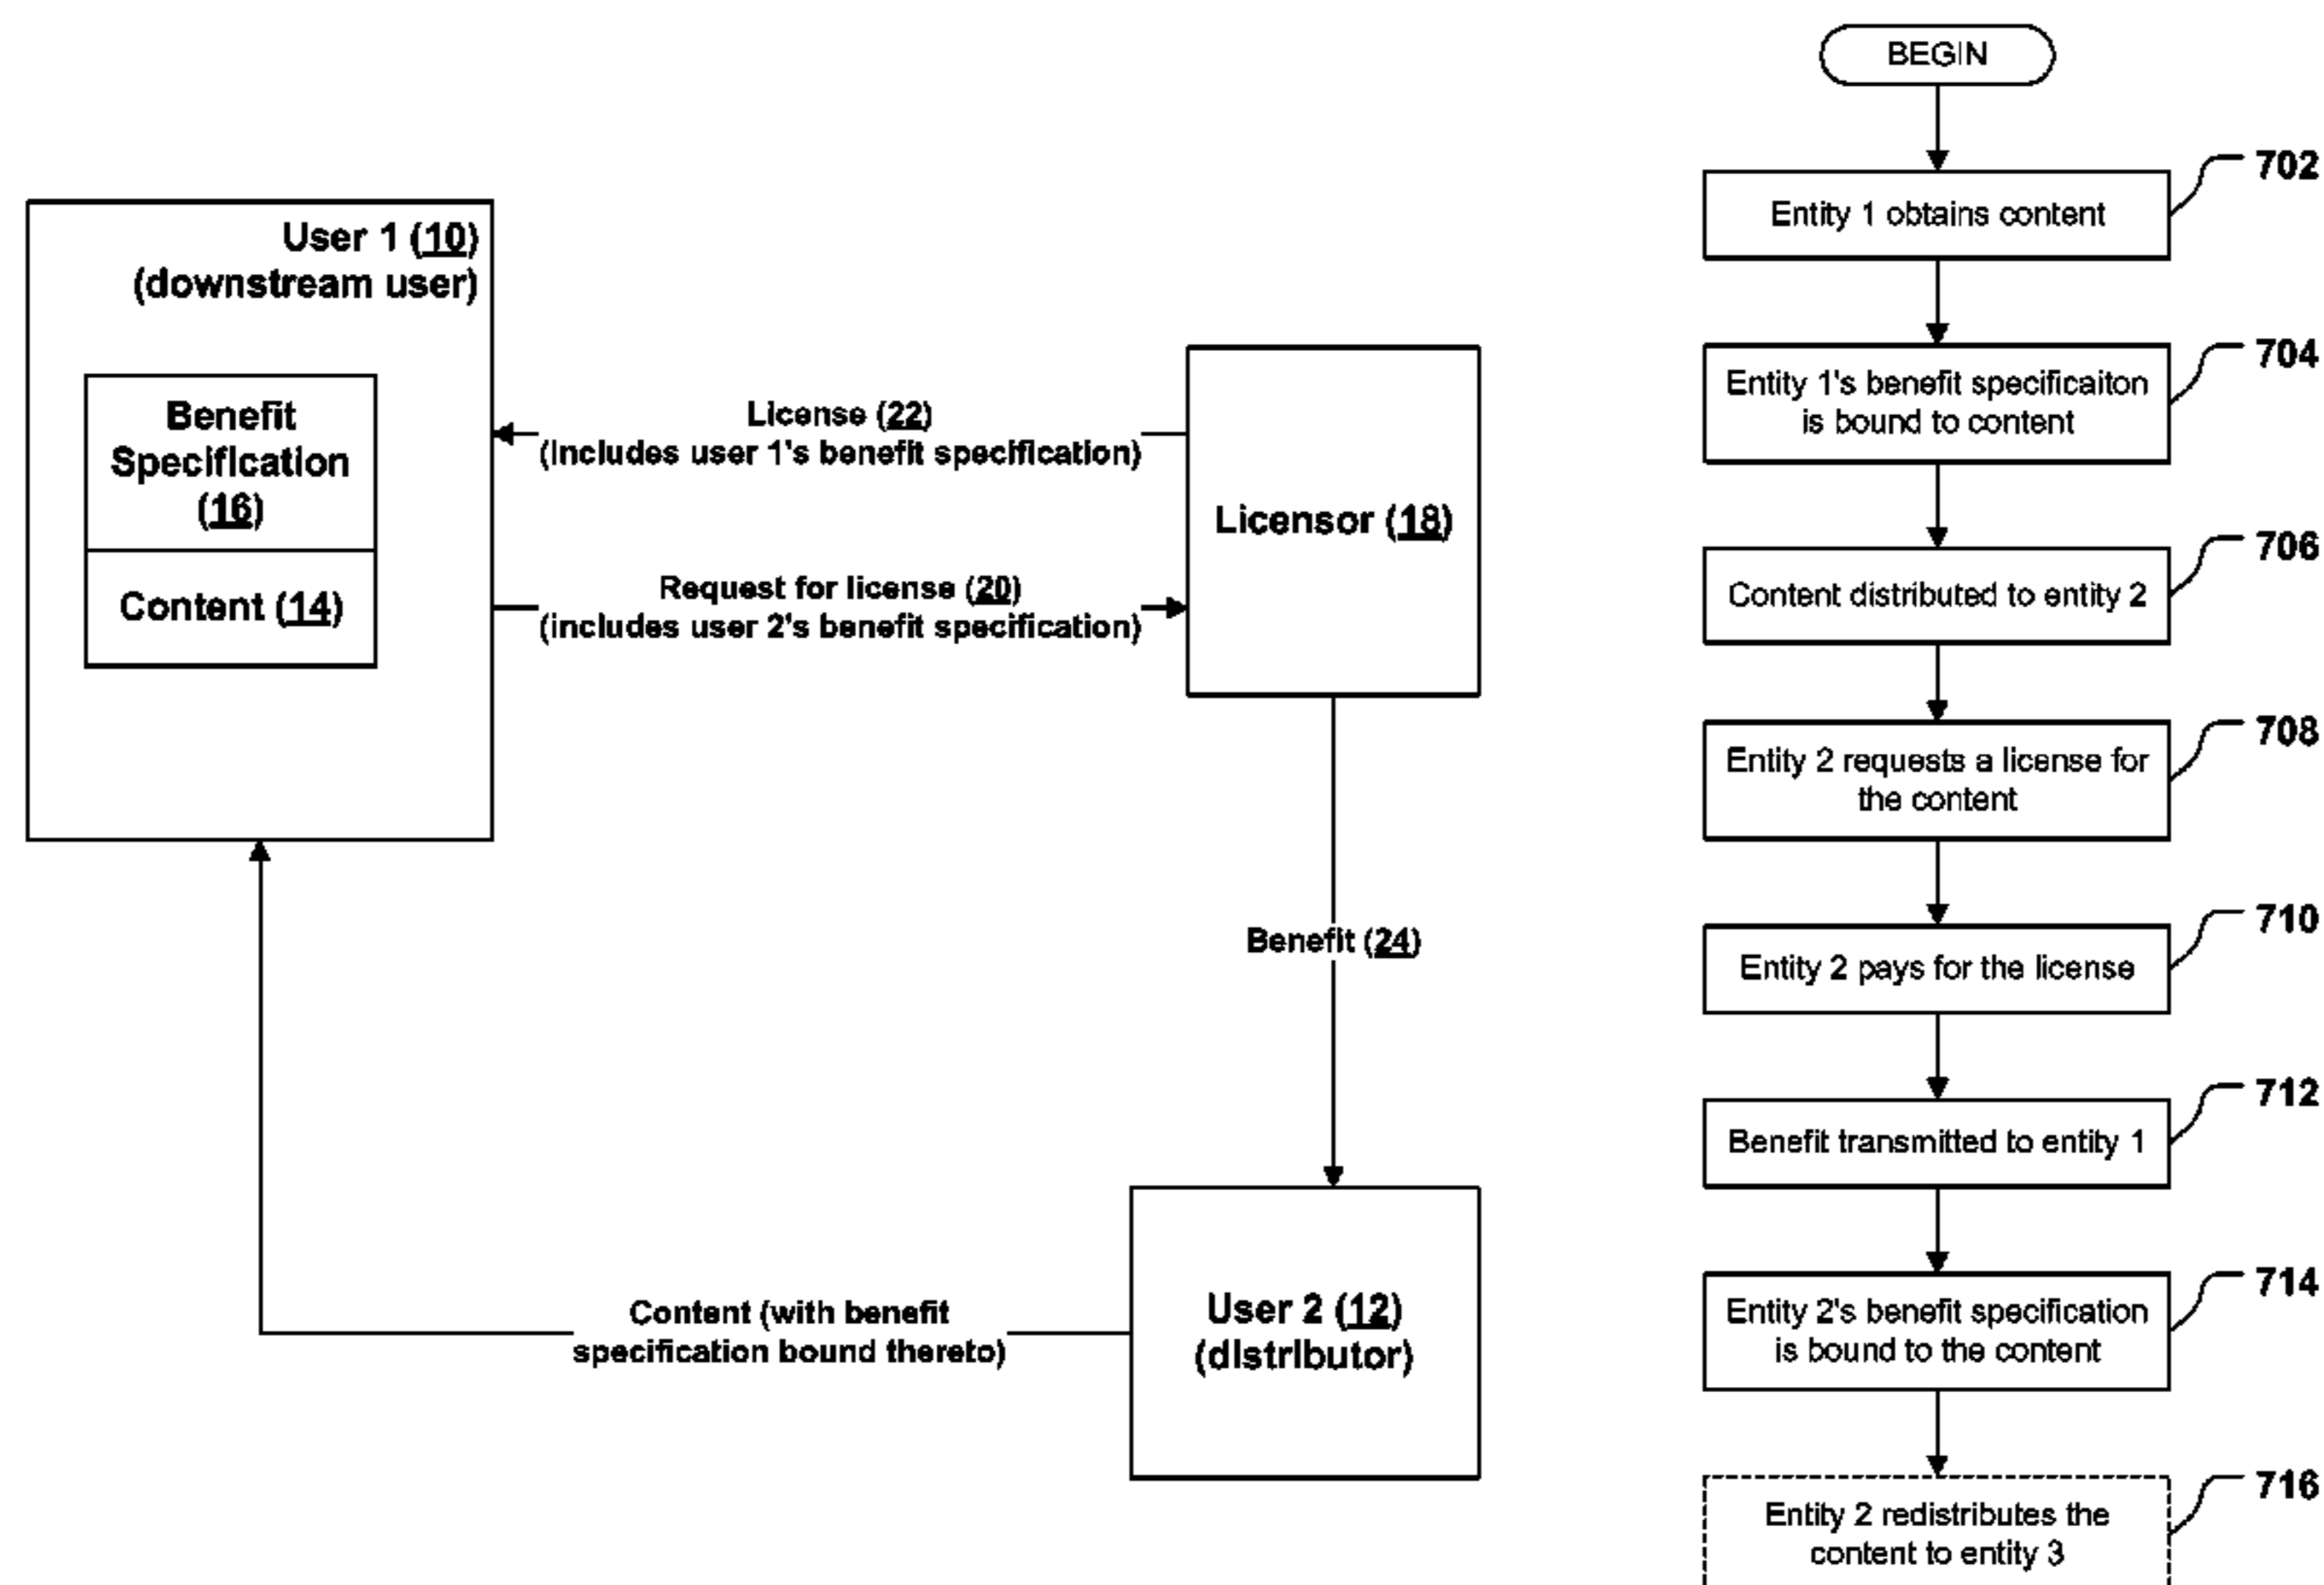 User 1 (10)
(downstream user)
Benefit
Specification
(16)
Content (14)
License (22)
(includes user 1's benefit specification)
Request for license (20)
(includes user 2's benefit specification)
Licensor (18)
Benefit (24)
Content (with benefit
specification bound thereto)
User 2 (12)
(distributor)
BEGIN
702
Entity 1 obtains content
704
Entity 1's benefit specificaiton
is bound to content
706
Content distributed to entity 2
708
Entity 2 requests a license for
the content
710
Entity 2 pays for the license
712
Benefit transmitted to entity 1
714
Entity 2's benefit specification
is bound to the content
716
Entity 2 redistributes the
content to entity 3